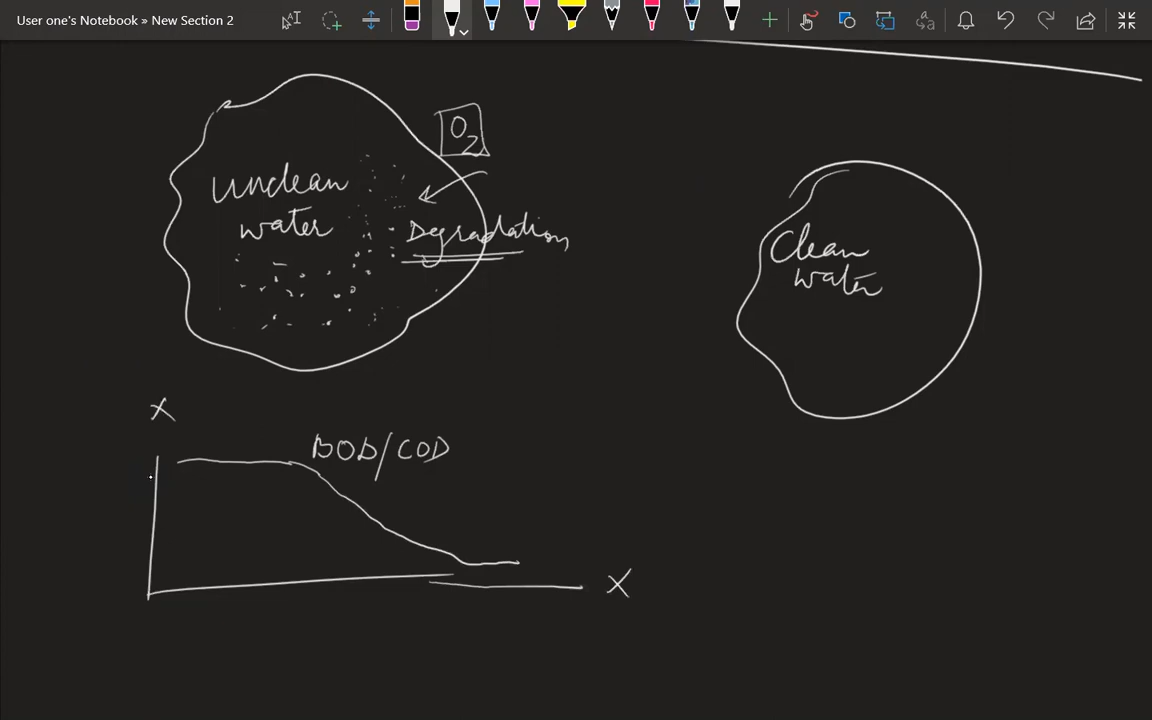 User one's Notebook » New Section 2
O2
Unclean
water
Degradation
Clean
water
X
BOD/COD
X